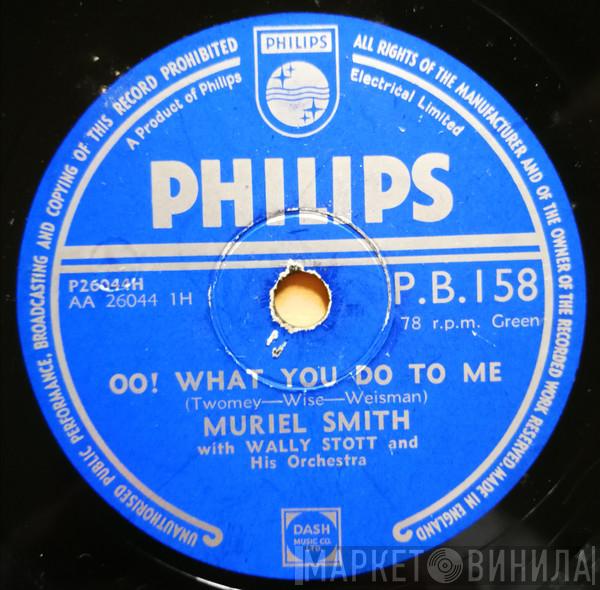 UNAUTHORISED PUBLIC PERFORMANCE, BROADCASTING AND COPYING OF THIS RECORD PROHIBITED
ALL RIGHTS OF THE MANUFACTURER AND OF THE OWNER OF THE RECORDED WORK RESERVED. MADE IN ENGLAND
PHILIPS
A Product of Philips
Electrical Limited
PHILIPS
P26044H
AA 26044 1H
P.B.158
78 r.p.m. Green
OO! WHAT YOU DO TO ME
(Twomey—Wise—Weisman)
MURIEL SMITH
with WALLY STOTT and
His Orchestra
DASH
MUSIC CO.
LTD.
МАРКЕТ ВИНИЛА